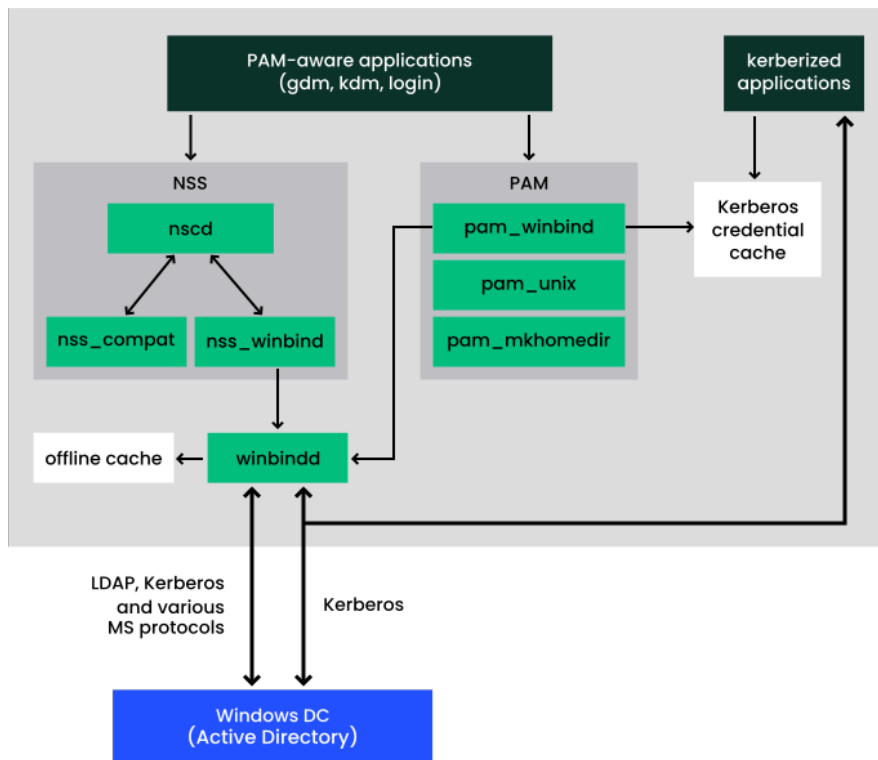 PAM-aware applications
(gdm, kdm, login)
kerberized
applications
NSS
PAM
nscd
pam_winbind
Kerberos
credential
cache
pam_unix
nss_compat
nss_winbind
pam_mkhomedir
offline cache
winbindd
LDAP, Kerberos
and various
MS protocols
Kerberos
Windows DC
(Active Directory)